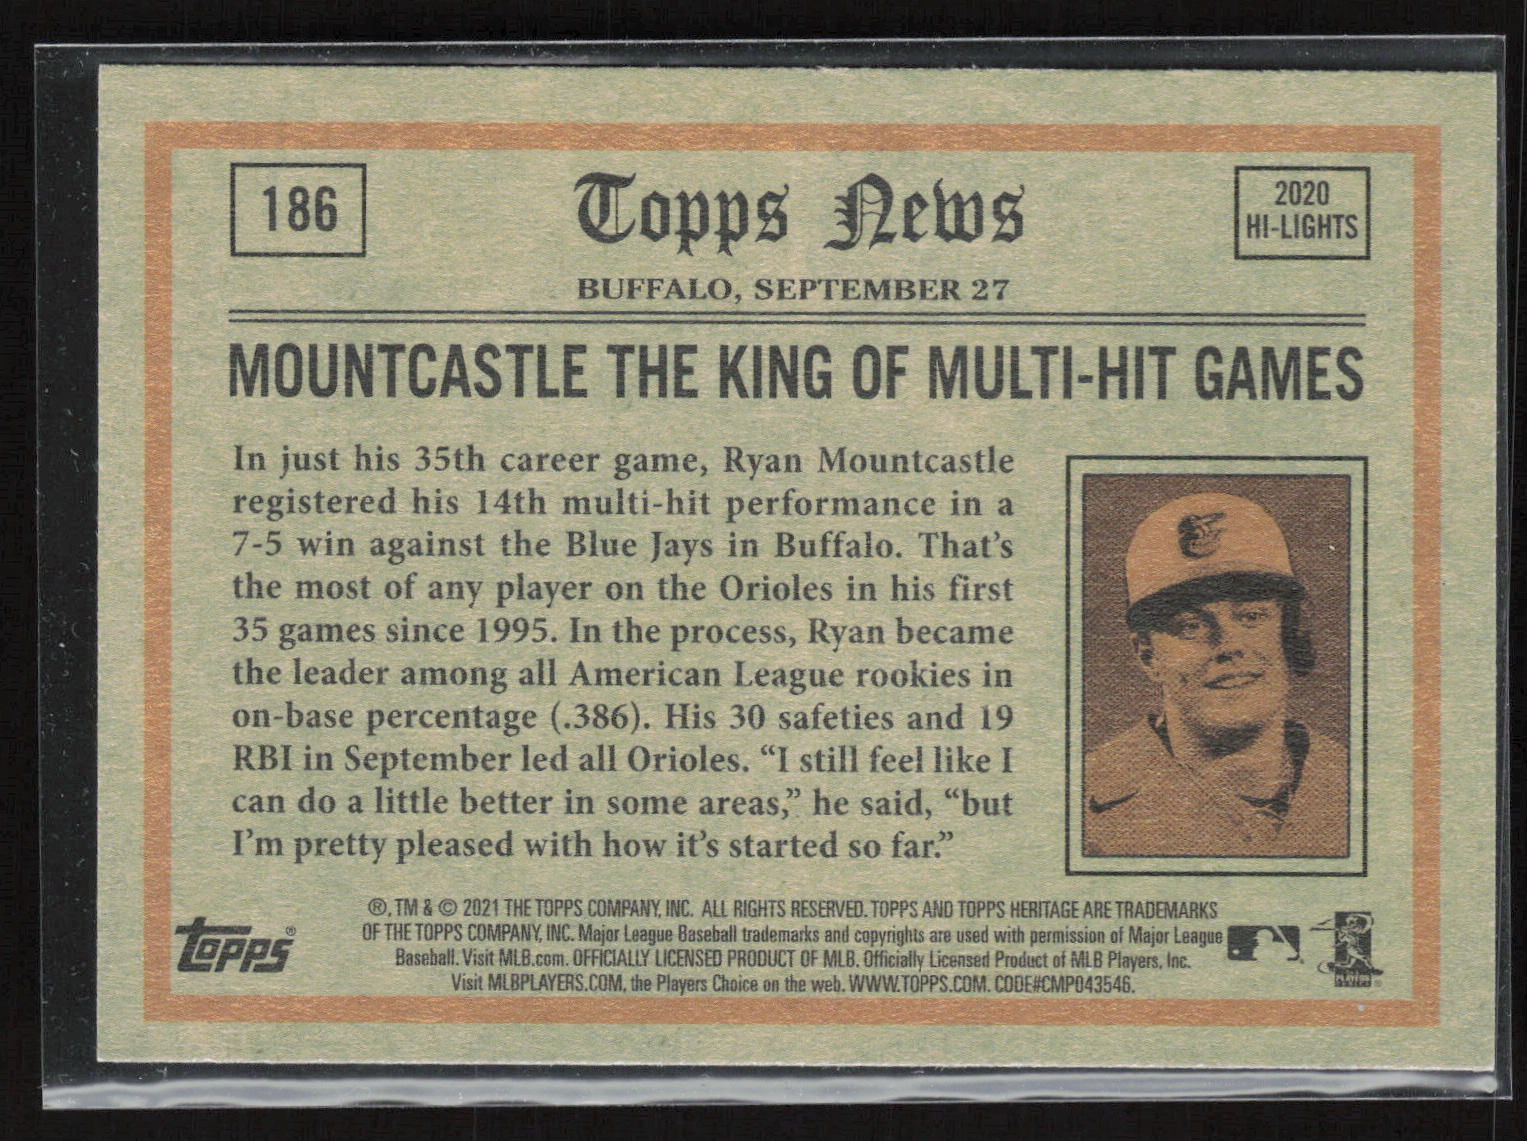 186
Topps News
2020
HI-LIGHTS
BUFFALO, SEPTEMBER 27
MOUNTCASTLE THE KING OF MULTI-HIT GAMES
In just his 35th career game, Ryan Mountcastle
registered his 14th multi-hit performance in a
7-5 win against the Blue Jays in Buffalo. That's
the most of any player on the Orioles in his first
35 games since 1995. In the process, Ryan became
the leader among all American League rookies in
on-base percentage (.386). His 30 safeties and 19
RBI in September led all Orioles. “I still feel like I
can do a little better in some areas,” he said, “but
I'm pretty pleased with how it's started so far.”
®, TM & © 2021 THE TOPPS COMPANY, INC. ALL RIGHTS RESERVED. TOPPS AND TOPPS HERITAGE ARE TRADEMARKS
OF THE TOPPS COMPANY, INC. Major League Baseball trademarks and copyrights are used with permission of Major League
Baseball. Visit MLB.com. OFFICIALLY LICENSED PRODUCT OF MLB. Officially Licensed Product of MLB Players, Inc.
Visit MLBPLAYERS.COM, the Players Choice on the web. WWW.TOPPS.COM. CODE#CMP043546.
topps®